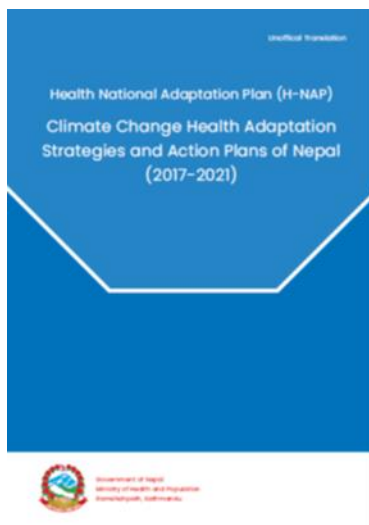 Unofficial Translation
Health National Adaptation Plan (H-NAP)
Climate Change Health Adaptation
Strategies and Action Plans of Nepal
(2017-2021)
Government of Nepal
Ministry of Health and Population
Ramshahpath, Kathmandu